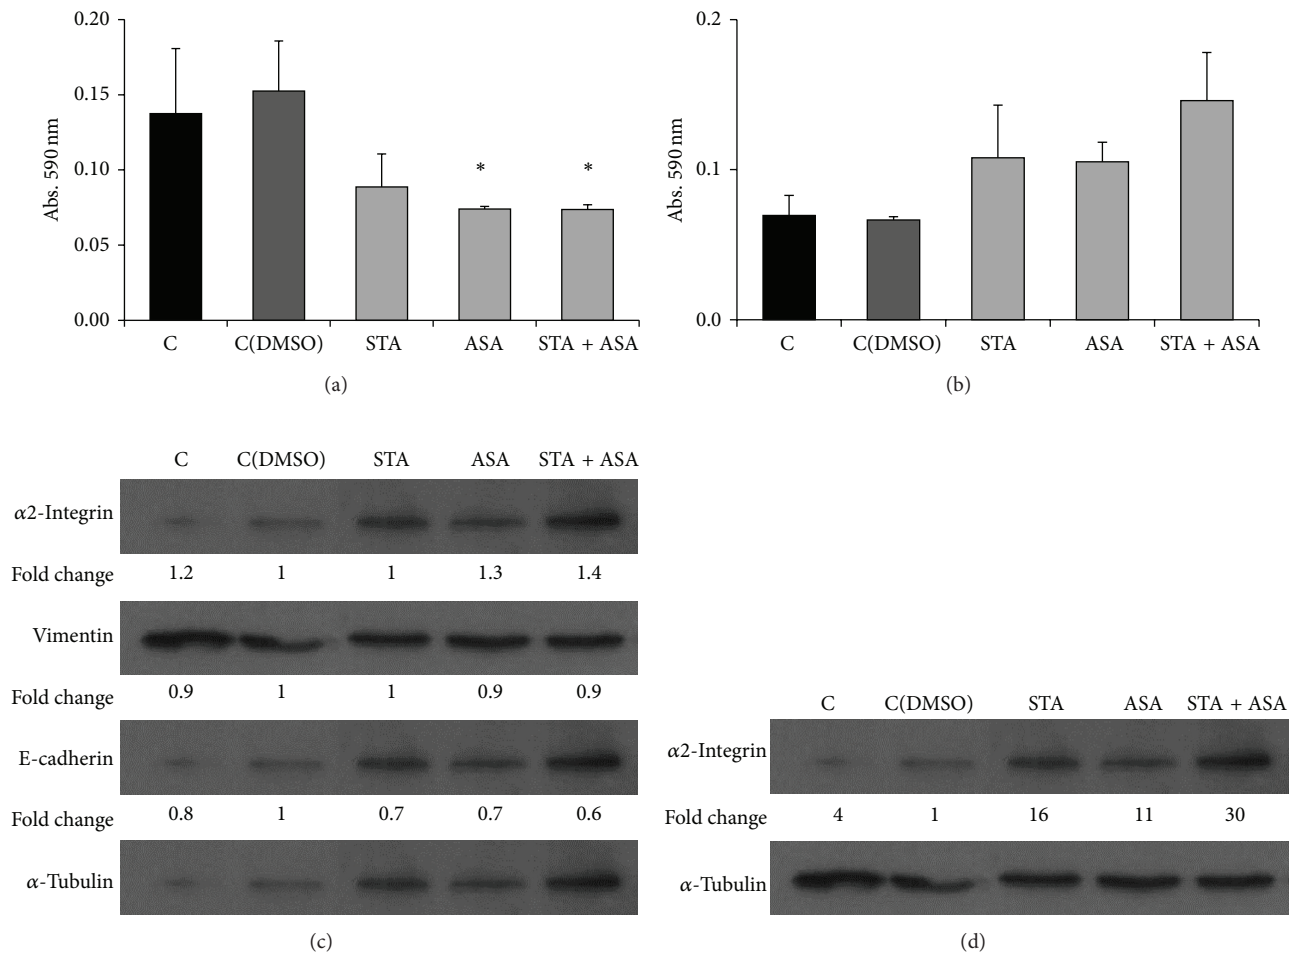 0.20
0.15
0.10
0.05
0.00
Abs. 590 nm
* *
C C(DMSO) STA ASA STA + ASA
(a)
0.2
0.1
0.0
Abs. 590 nm
C C(DMSO) STA ASA STA + ASA
(b)
C C(DMSO) STA ASA STA + ASA
α2-Integrin
Fold change 1.2 1 1 1.3 1.4
Vimentin
Fold change 0.9 1 1 0.9 0.9
E-cadherin
Fold change 0.8 1 0.7 0.7 0.6
α-Tubulin
(c)
C C(DMSO) STA ASA STA + ASA
α2-Integrin
Fold change 4 1 16 11 30
α-Tubulin
(d)